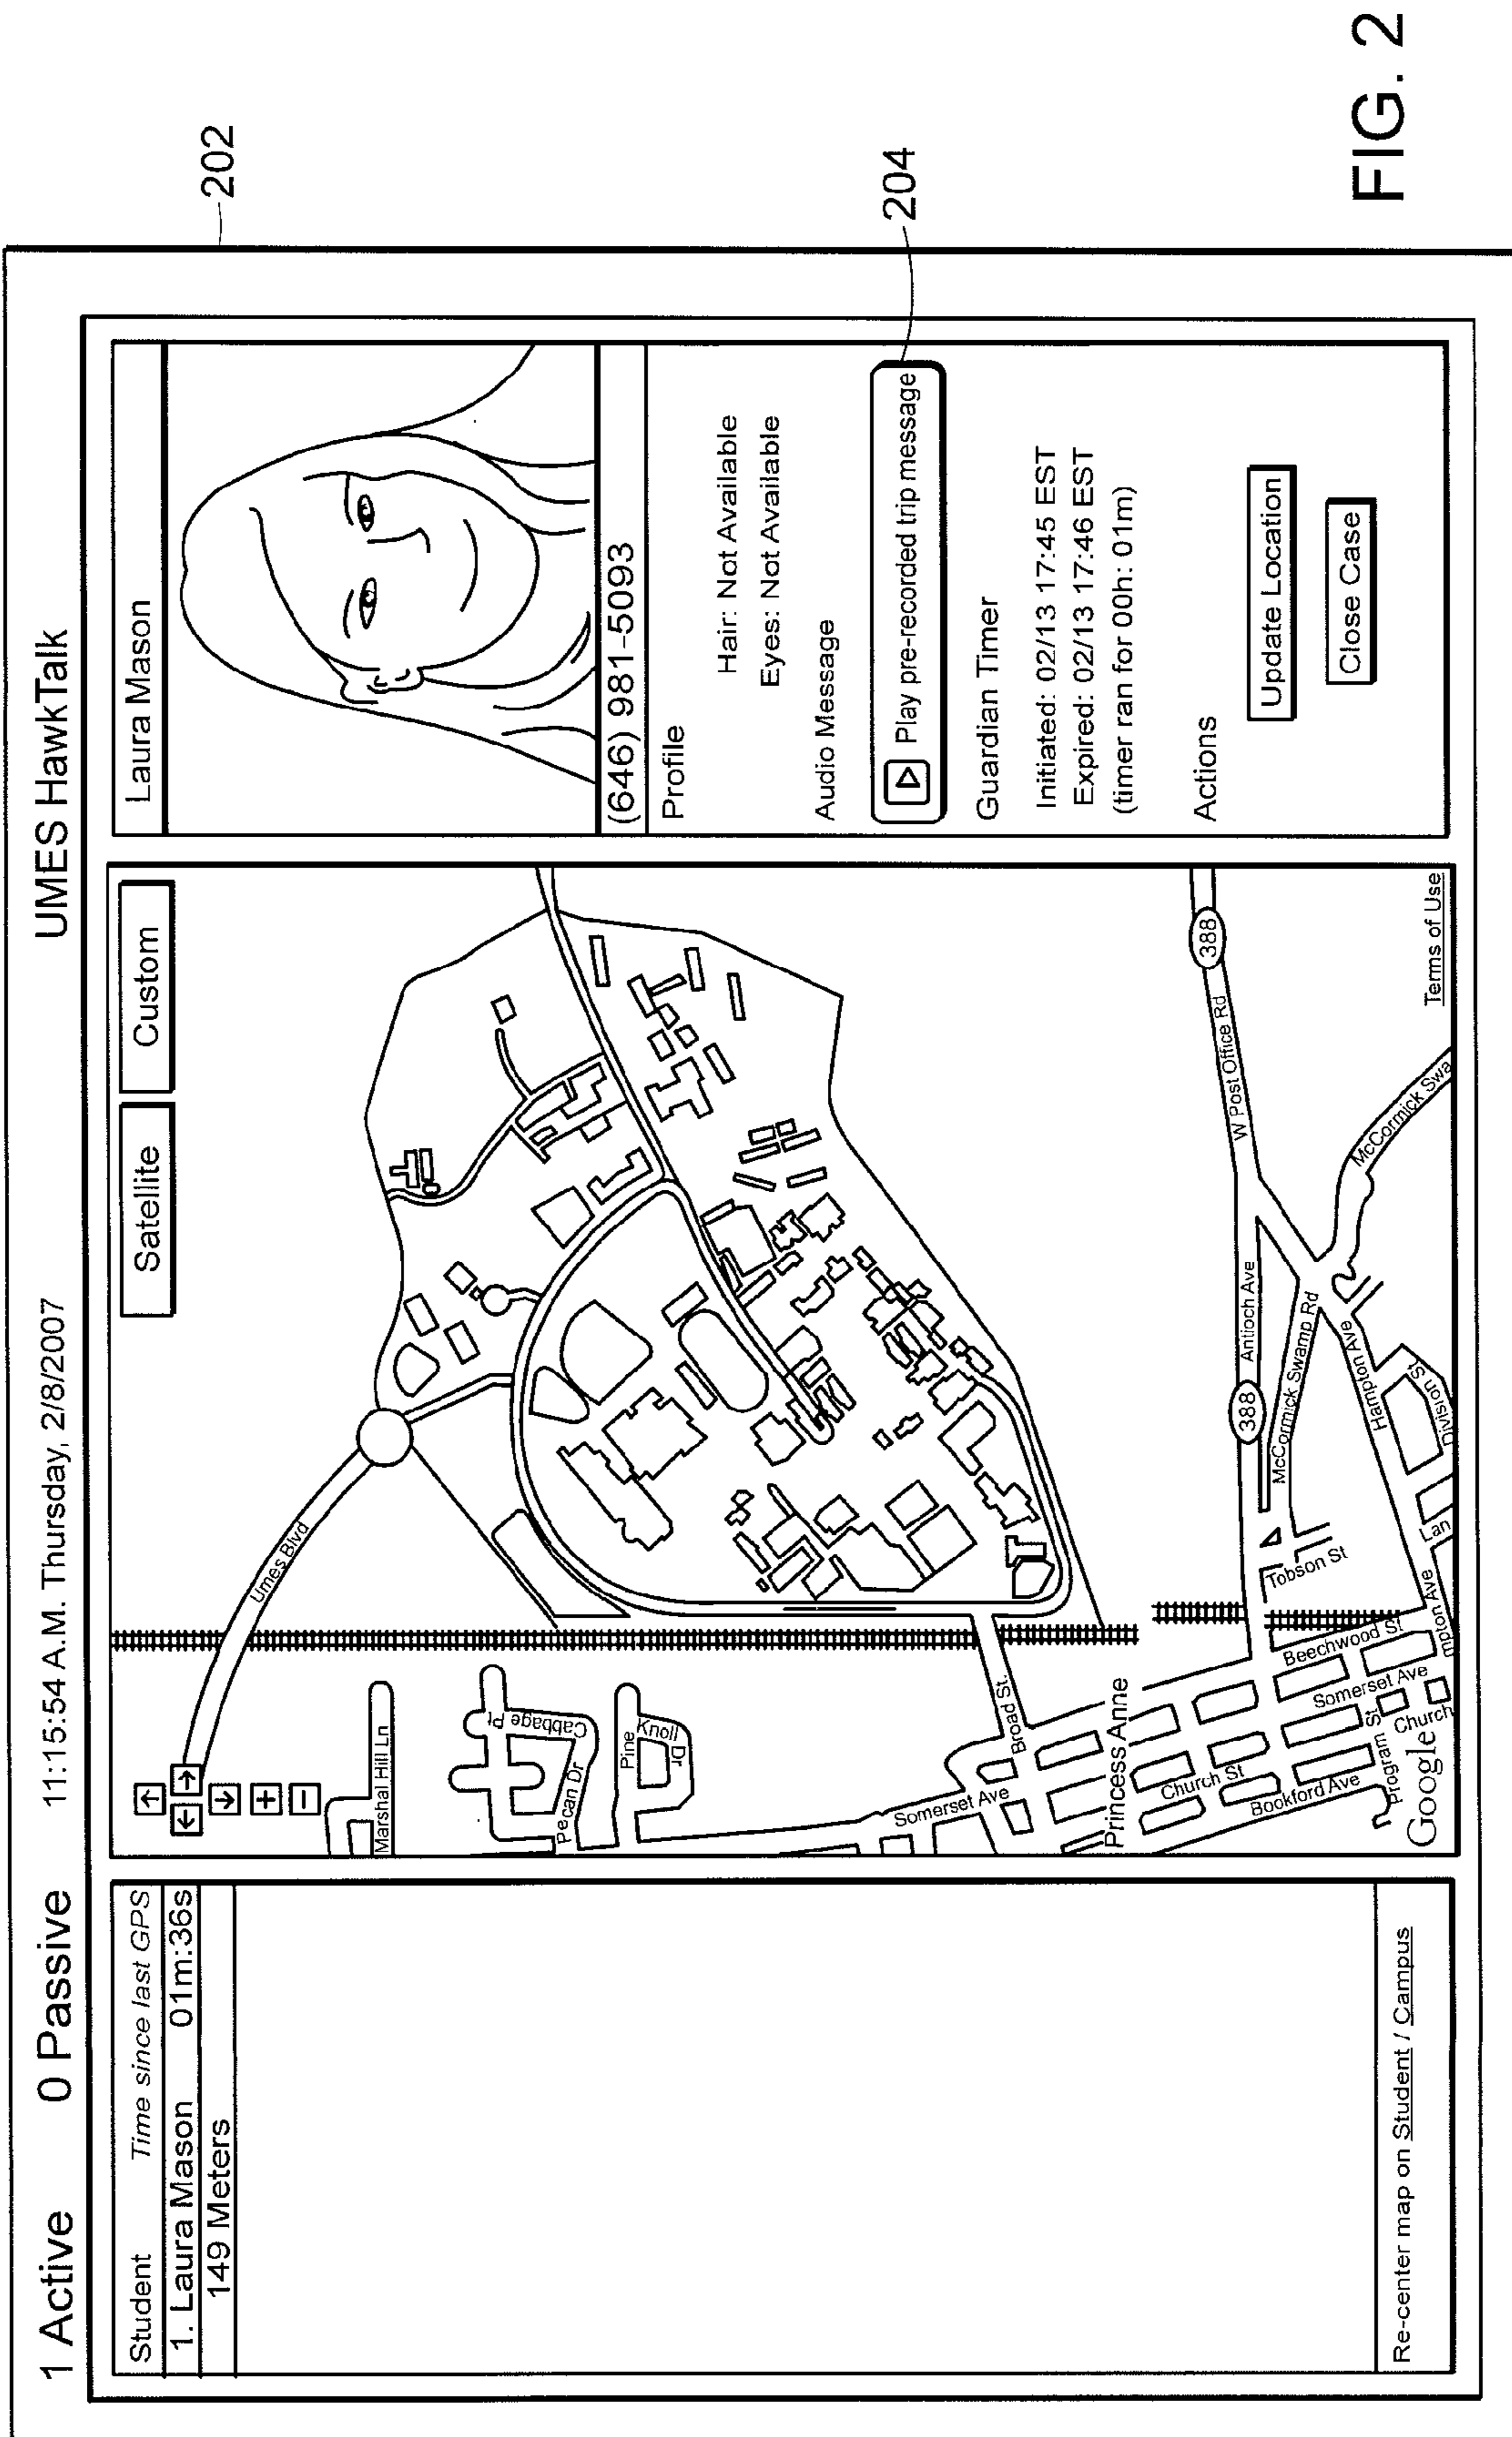 1 Active
0 Passive
11:15:54 A.M. Thursday, 2/8/2007
UMES HawkTalk
202
Student
Time since last GPS
1. Laura Mason
01m:36s
149 Meters
Re-center map on Student / Campus
Satellite
Custom
Umes Blvd
Marshal Hill Ln
Cabbage Pt
Pecan Dr
Pine
Knoll
Dr
Broad St.
Somerset Ave
Princess Anne
Church St
Bookford Ave
Program St
Church
Somerset Ave
Beechwood St
mpton Ave
Tobson St
Lan
Division St
Hampton Ave
McCormick Swamp Rd
388
Antioch Ave
W Post Office Rd
388
McCormick Swa
Google
Terms of Use
Laura Mason
(646) 981-5093
Profile
Hair: Not Available
Eyes: Not Available
Audio Message
Play pre-recorded trip message
204
Guardian Timer
Initiated: 02/13 17:45 EST
Expired: 02/13 17:46 EST
(timer ran for 00h: 01m)
Actions
Update Location
Close Case
FIG. 2